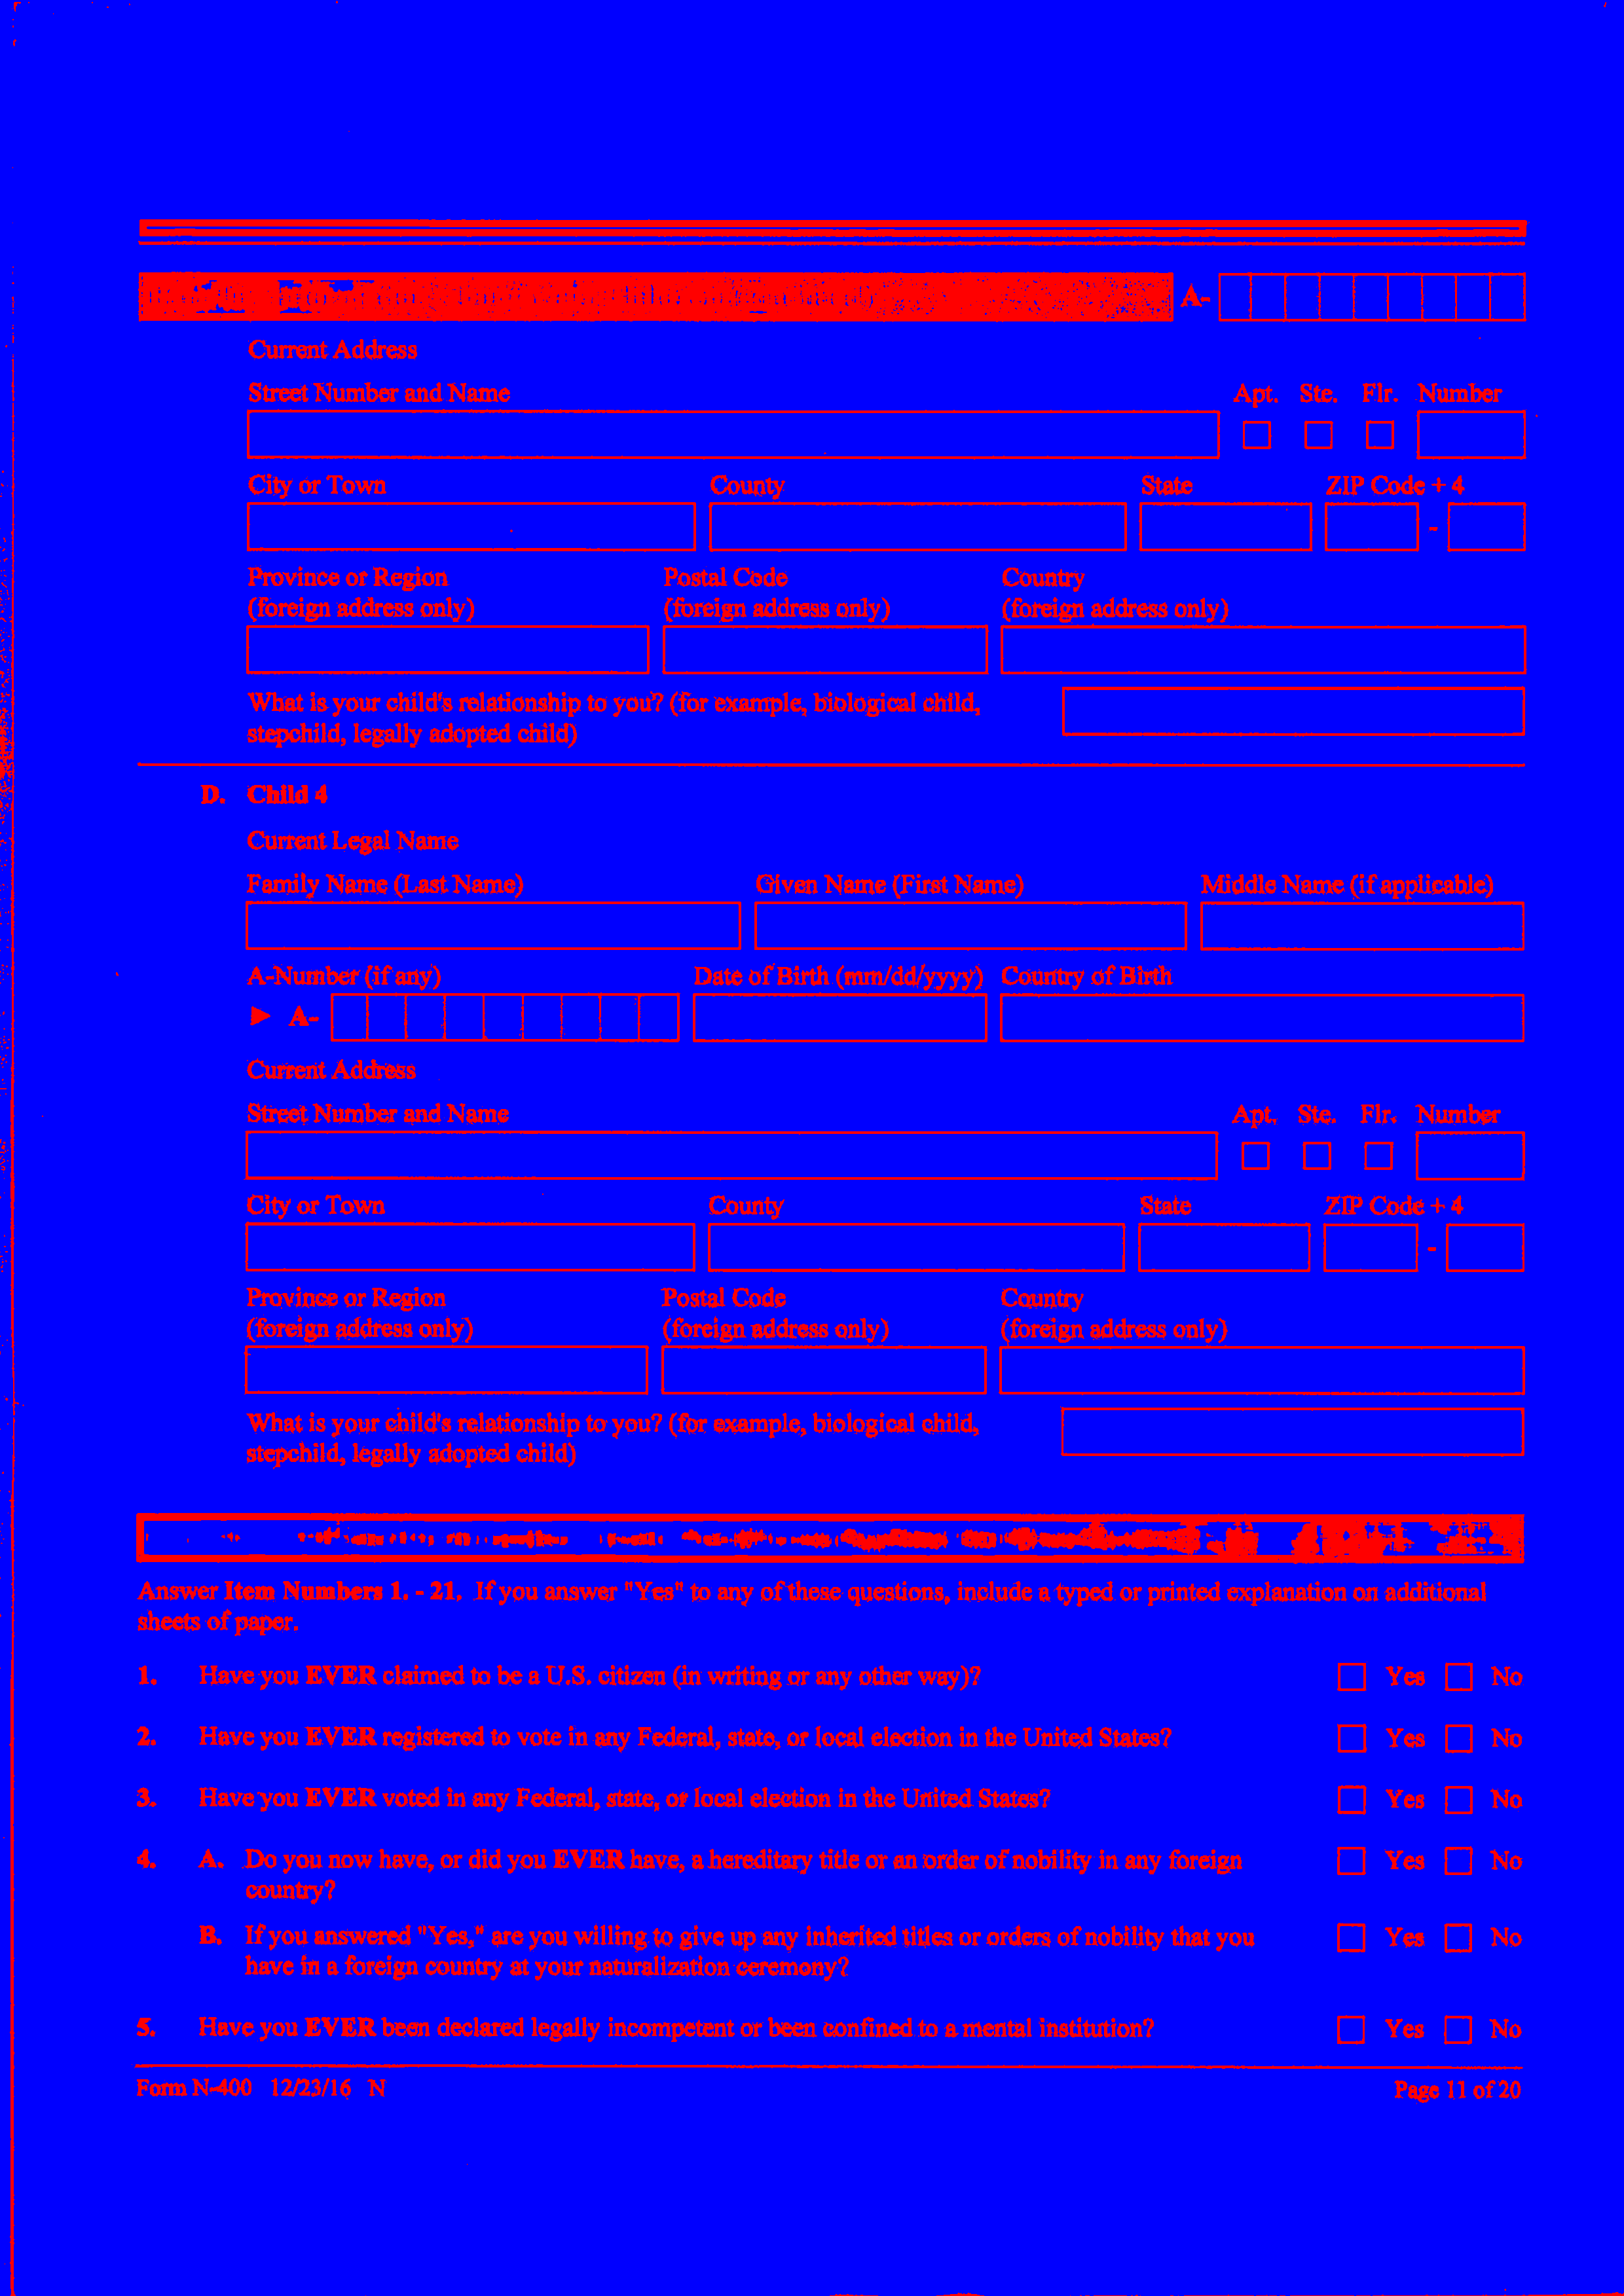 A-
Current Address
Street Number and Name Apt. Ste. Flr. Number
City or Town County State ZIP Code + 4
-
Province or Region Postal Code Country
(foreign address only) (foreign address only) (foreign address only)
What is your child's relationship to you? (for example, biological child,
stepchild, legally adopted child)
D. Child 4
Current Legal Name
Family Name (Last Name) Given Name (First Name) Middle Name (if applicable)
A-Number (if any) Date of Birth (mm/dd/yyyy) Country of Birth
► A-
Current Address
Street Number and Name Apt. Ste. Flr. Number
City or Town County State ZIP Code + 4
-
Province or Region Postal Code Country
(foreign address only) (foreign address only) (foreign address only)
What is your child's relationship to you? (for example, biological child,
stepchild, legally adopted child)
Answer Item Numbers 1. - 21. If you answer "Yes" to any of these questions, include a typed or printed explanation on additional
sheets of paper.
1. Have you EVER claimed to be a U.S. citizen (in writing or any other way)? Yes No
2. Have you EVER registered to vote in any Federal, state, or local election in the United States? Yes No
3. Have you EVER voted in any Federal, state, or local election in the United States? Yes No
4. A. Do you now have, or did you EVER have, a hereditary title or an order of nobility in any foreign Yes No
country?
B. If you answered "Yes," are you willing to give up any inherited titles or orders of nobility that you Yes No
have in a foreign country at your naturalization ceremony?
5. Have you EVER been declared legally incompetent or been confined to a mental institution? Yes No
Form N-400 12/23/16 N Page 11 of 20